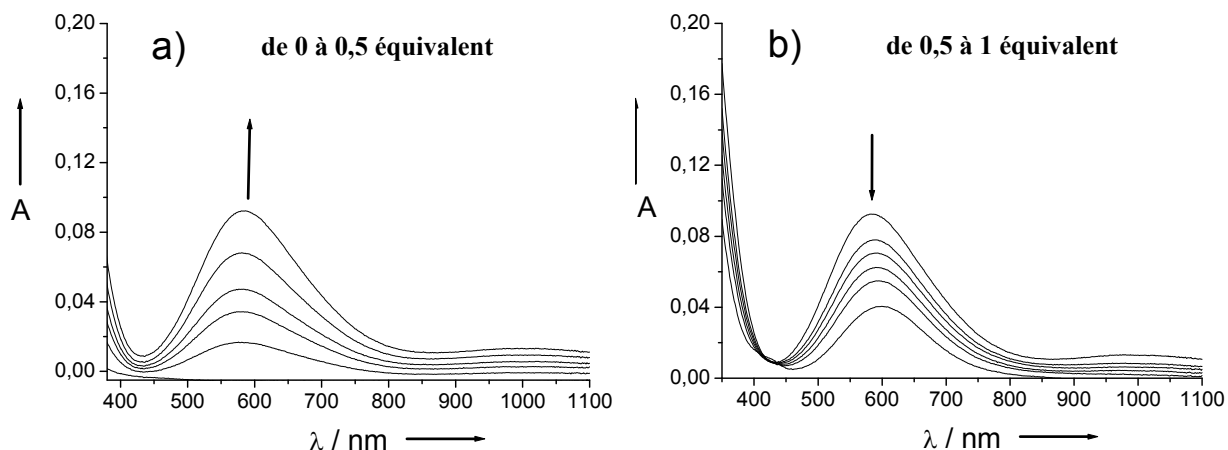 a)
de 0 à 0,5 équivalent
0,20
0,16
0,12
0,08
0,04
0,00
A
400 500 600 700 800 900 1000 1100
λ / nm
b)
de 0,5 à 1 équivalent
0,20
0,16
0,12
0,08
0,04
0,00
A
400 500 600 700 800 900 1000 1100
λ / nm